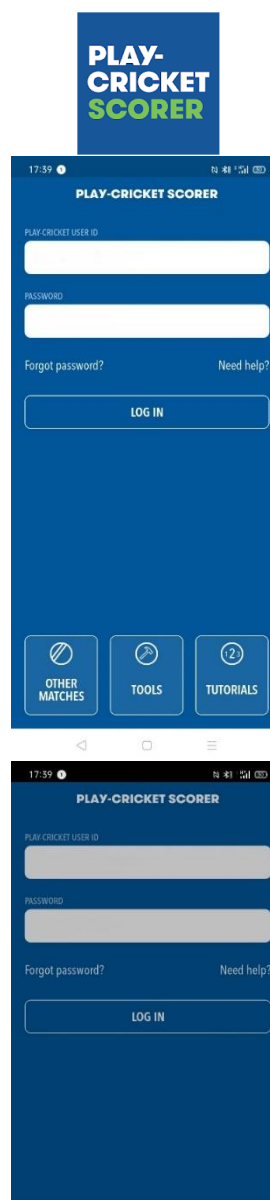 PLAY-
CRICKET
SCORER
17:39
PLAY-CRICKET SCORER
PLAY-CRICKET USER ID
PASSWORD
Forgot password? Need help?
LOG IN
OTHER
MATCHES
TOOLS
123
TUTORIALS
17:39
PLAY-CRICKET SCORER
PLAY-CRICKET USER ID
PASSWORD
Forgot password? Need help?
LOG IN